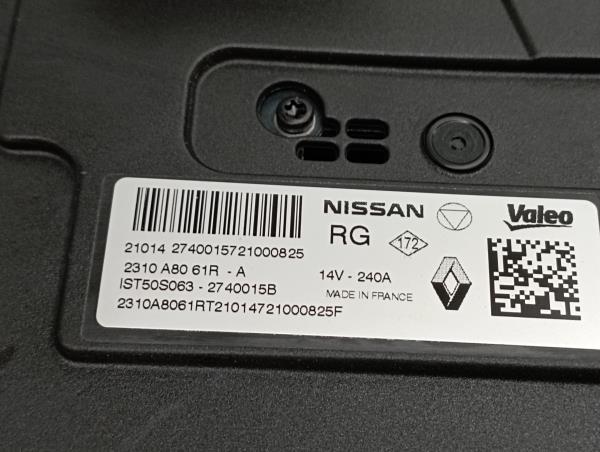 NISSAN
Valeo
21014 2740015721000825
RG
172
2310 A80 61R - A
14V - 240A
IST50S063 - 2740015B
MADE IN FRANCE
2310A8061RT21014721000825F